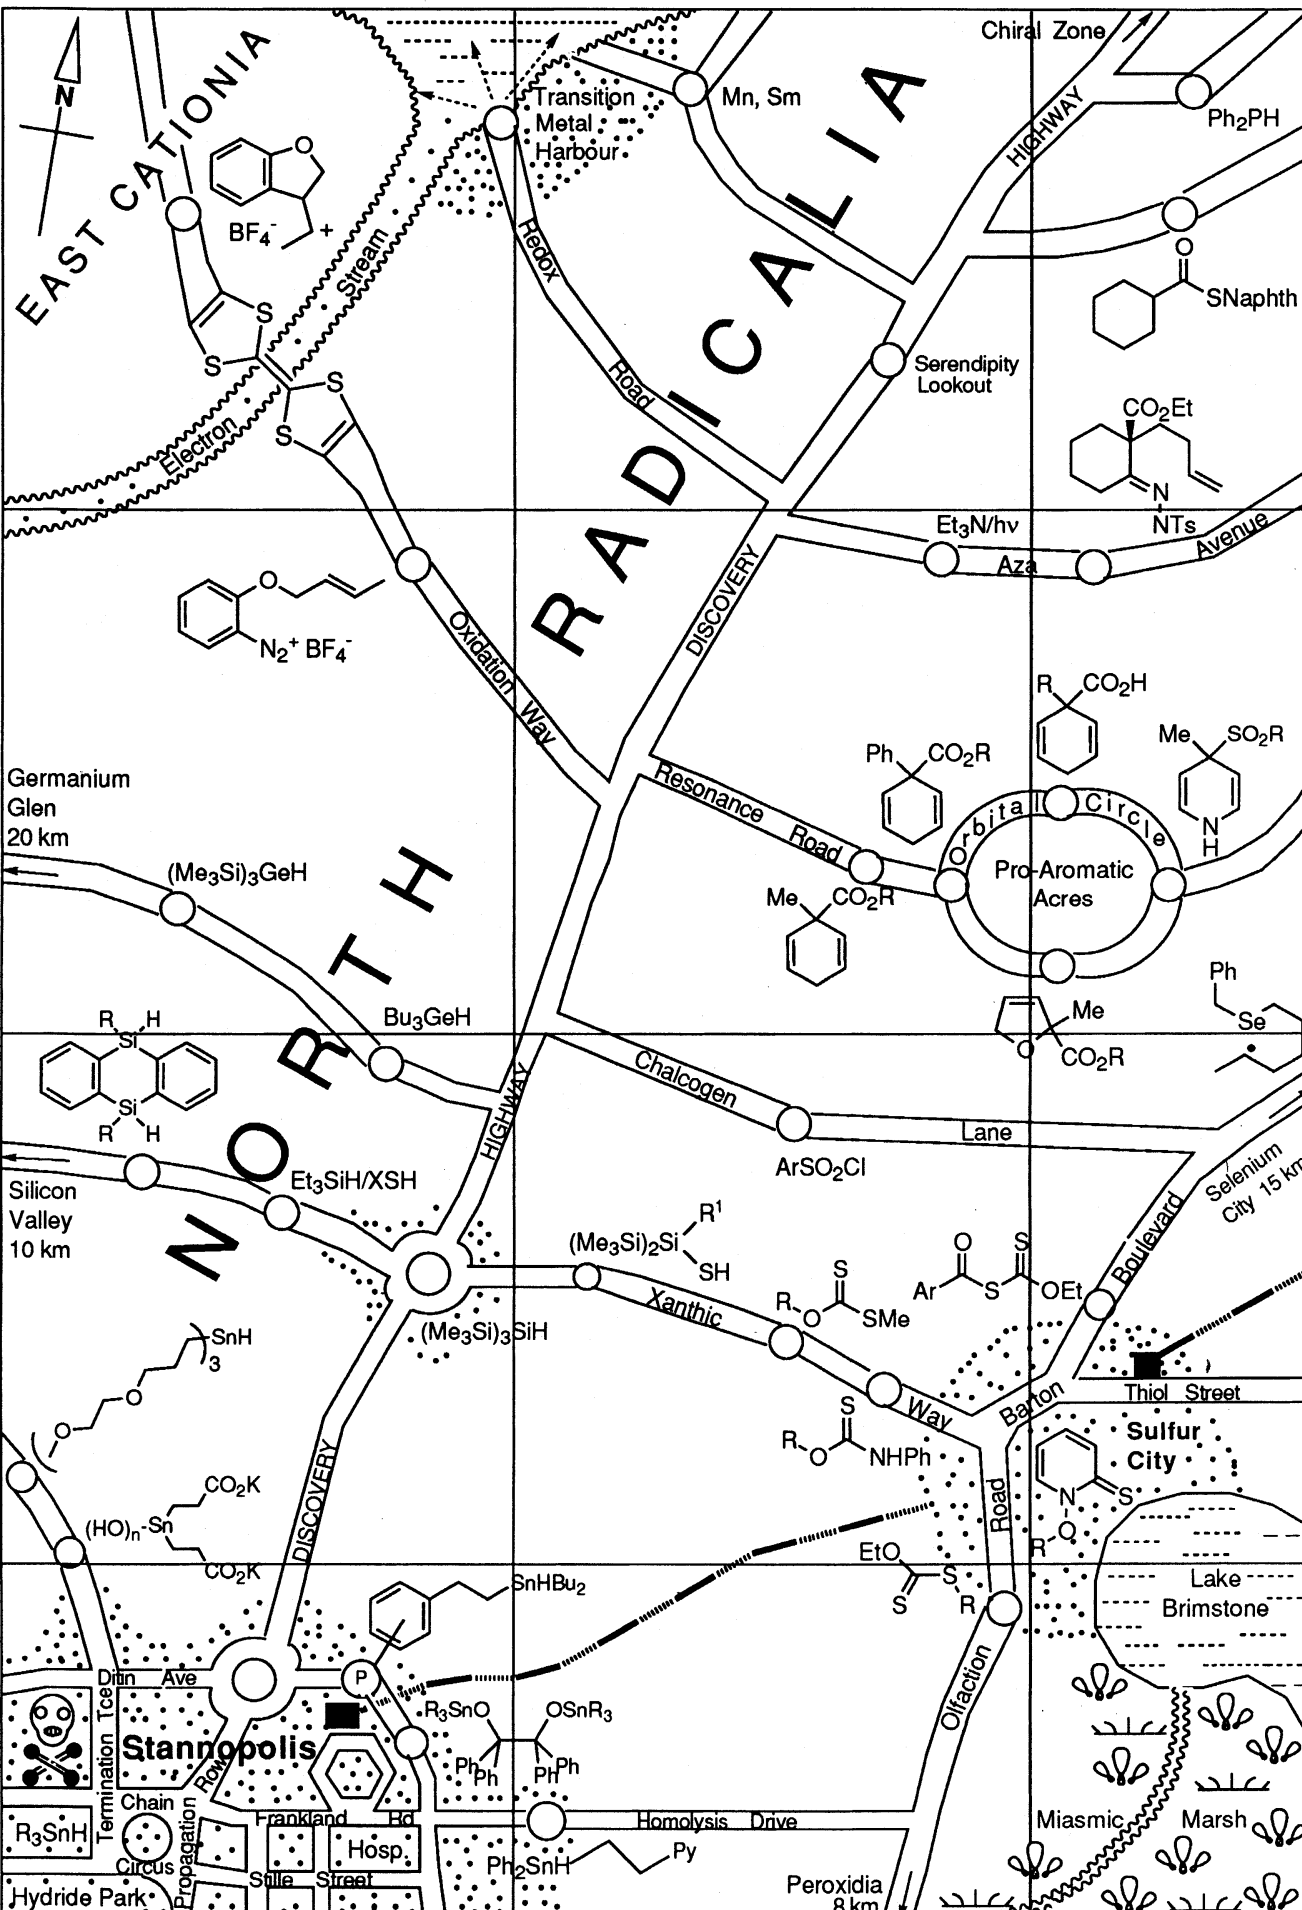 Chiral Zone
N
EAST CATIONIA
O
BF4- +
Transition
Metal
Harbour
Mn, Sm
HIGHWAY
Ph2PH
Stream
Redox
Road
S
S
S
S
Electron
NORTH RADICALIA
O
SNaphth
Serendipity
Lookout
CO2Et
N
NTs
Et3N/hν
Aza Avenue
DISCOVERY
O
N2+ BF4-
Oxidation Way
R CO2H
Me SO2R
N
H
Ph CO2R
Resonance Road
Orbital Circle
Pro-Aromatic
Acres
Me CO2R
Germanium
Glen
20 km
(Me3Si)3GeH
Bu3GeH
Ph
Se
•
Me
O
CO2R
R H
Si
Si
R H
HIGHWAY
Chalcogen Lane
ArSO2Cl
Silicon
Valley
10 km
Et3SiH/XSH
Selenium
City 15 km
R1
(Me3Si)2Si
SH
(Me3Si)3SiH
Xanthic Way
S
R O SMe
O S
Ar S OEt
Barton Boulevard
Thiol Street
Sulfur
City
SnH
3
O
O
CO2K
(HO)n-Sn
CO2K
DISCOVERY
S
R O NHPh
Olfaction Road
N S
O
R
EtO
S
S R
Lake
Brimstone
SnHBu2
Ditin Ave
P
R3SnO OSnR3
Ph Ph Ph Ph
Stannopolis
Termination Tce
Propagation Row
Chain
Circus
R3SnH
Frankland Rd
Hosp.
Stille Street
Hydride Park
Homolysis Drive
Ph2SnH Py
Peroxidia
8 km
Miasmic Marsh